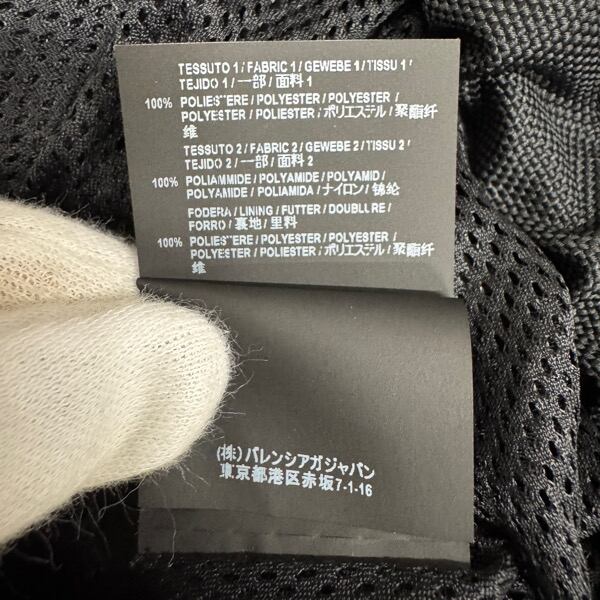 TESSUTO 1 / FABRIC 1 / GEWEBE 1 / TISSU 1 /
TEJIDO 1 / 一部 / 面料 1
100% POLIESTERE / POLYESTER / POLYESTER /
POLYESTER / POLIESTER / ポリエステル / 聚酯纤
维
TESSUTO 2 / FABRIC 2 / GEWEBE 2 / TISSU 2 /
TEJIDO 2 / 一部 / 面料 2
100% POLIAMMIDE / POLYAMIDE / POLYAMID /
POLYAMIDE / POLIAMIDA / ナイロン / 锦纶
FODERA / LINING / FUTTER / DOUBLURE /
FORRO / 裏地 / 里料
100% POLIESTERE / POLYESTER / POLYESTER /
POLYESTER / POLIESTER / ポリエステル / 聚酯纤
维
(株) バレンシアガジャパン
東京都港区赤坂7-1-16